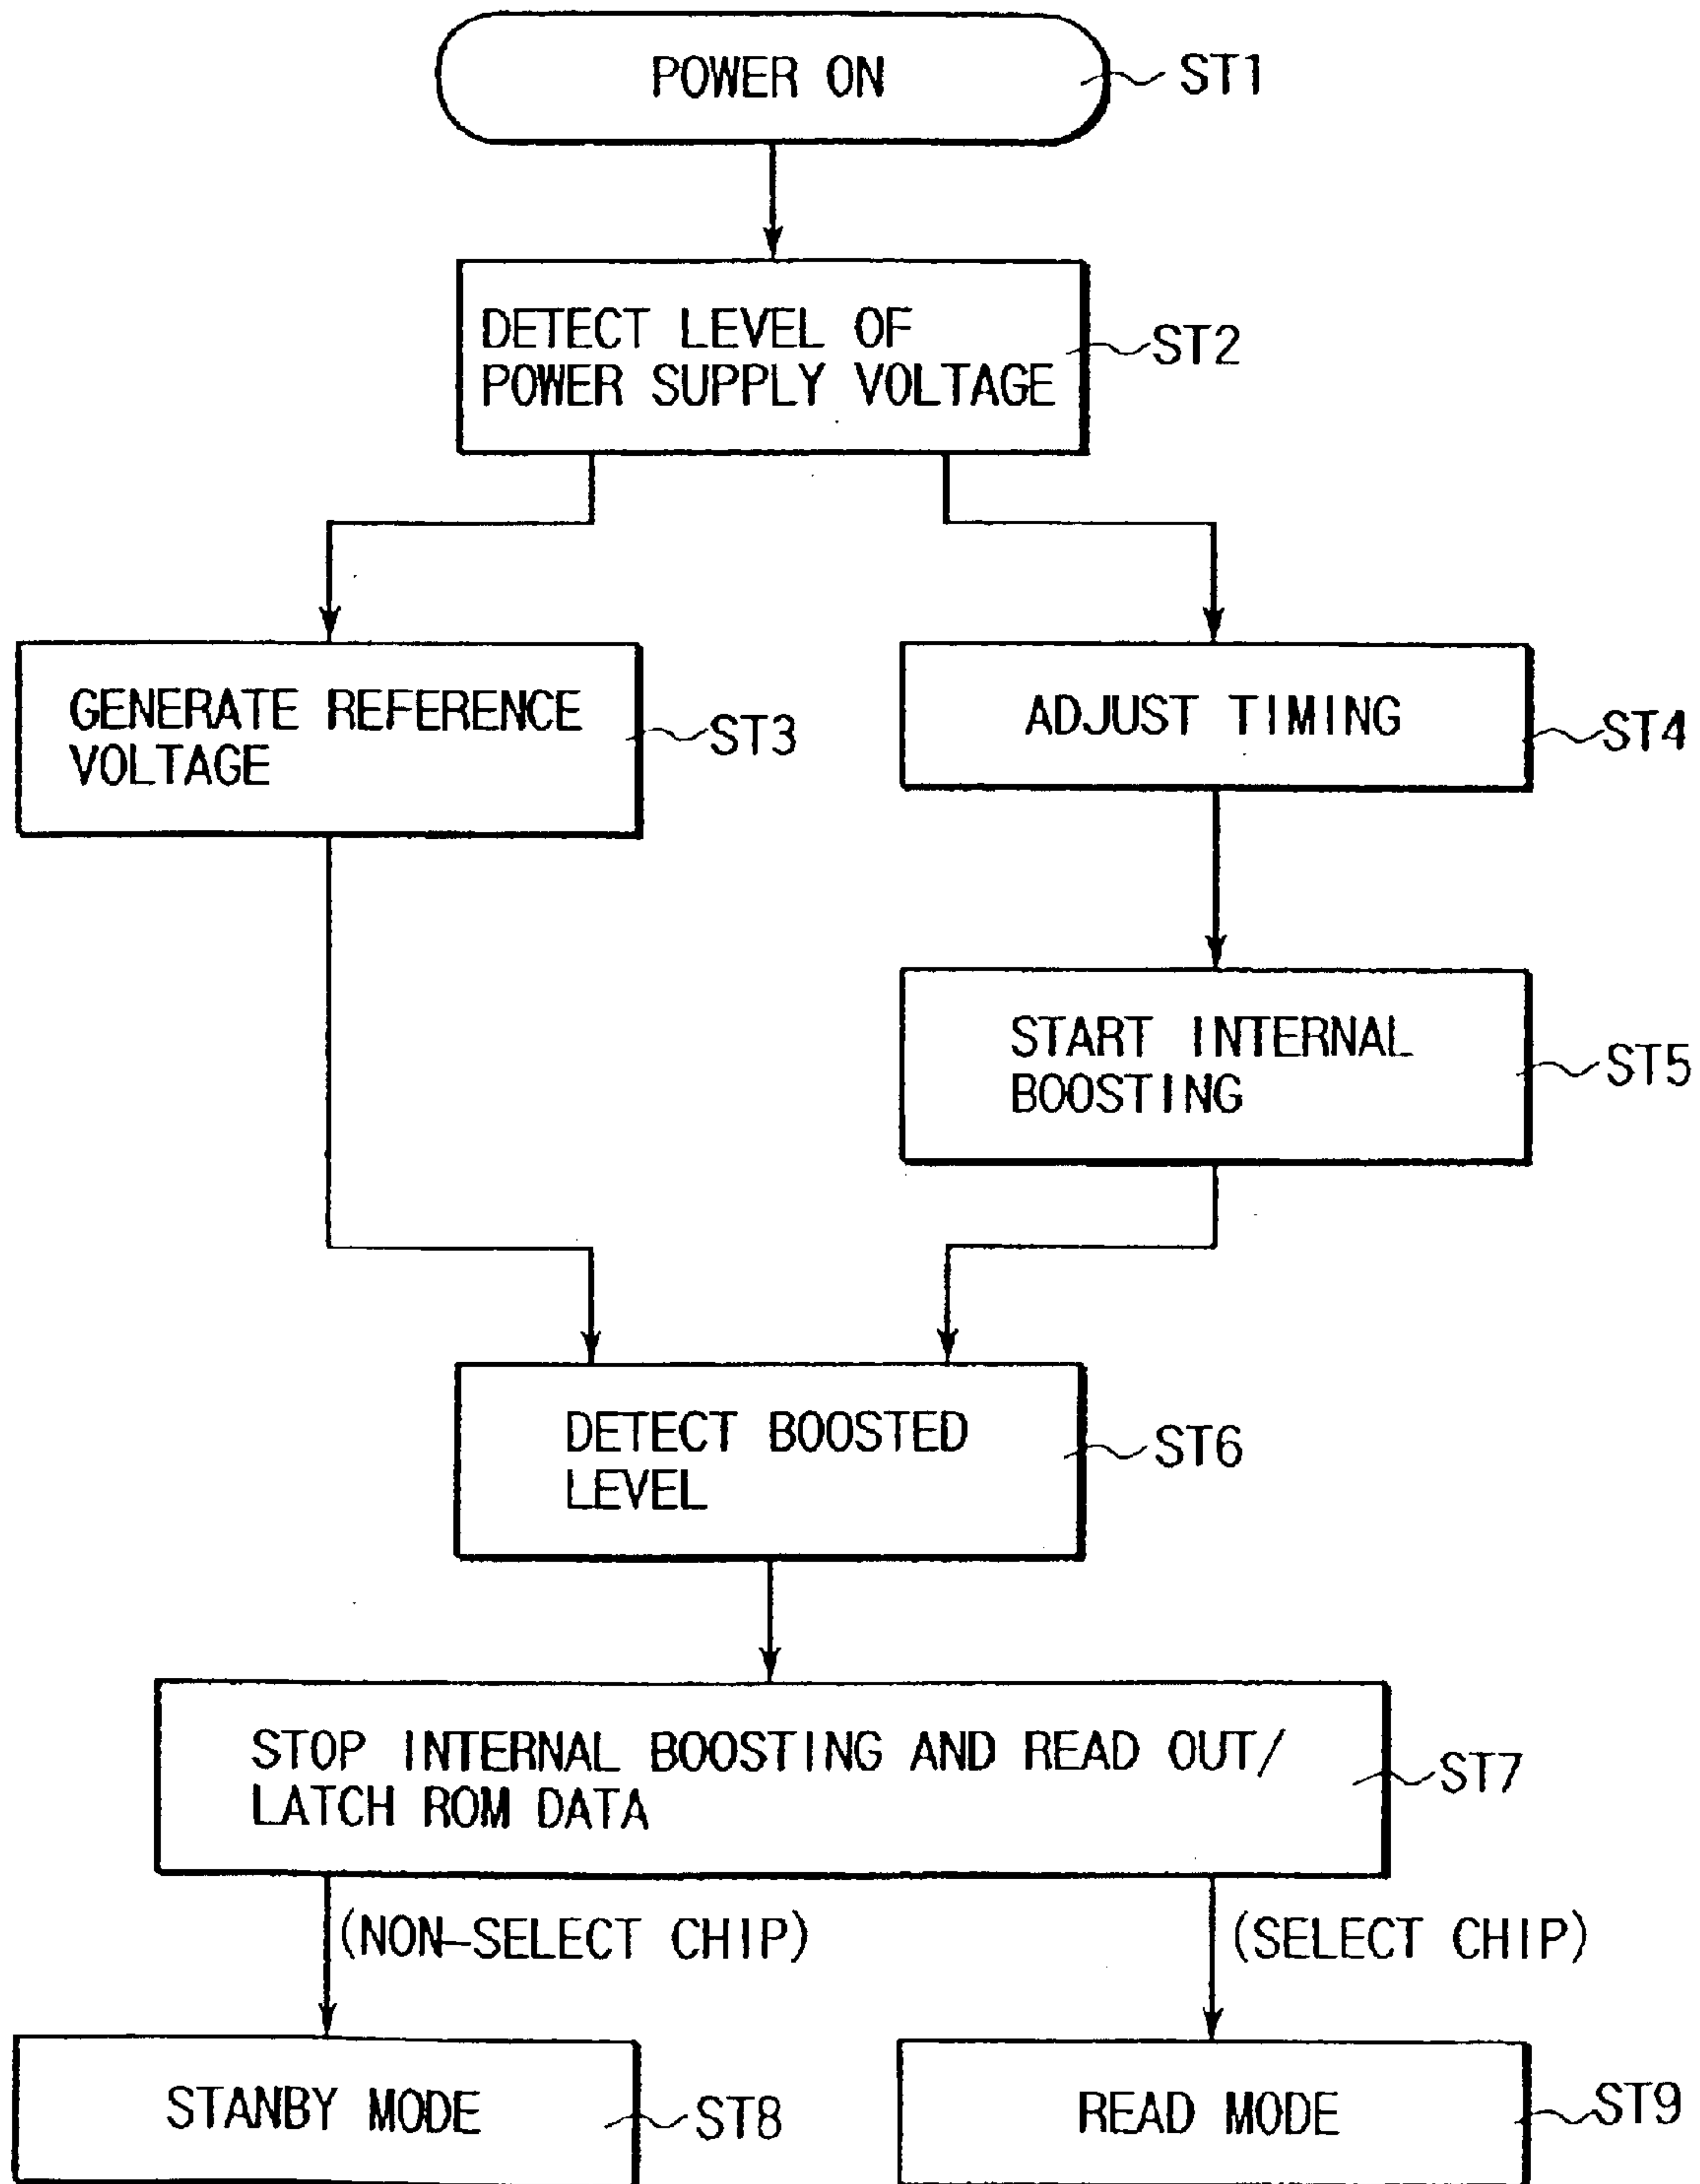 POWER ON
ST1
DETECT LEVEL OF
POWER SUPPLY VOLTAGE
ST2
GENERATE REFERENCE
VOLTAGE
ST3
ADJUST TIMING
ST4
START INTERNAL
BOOSTING
ST5
DETECT BOOSTED
LEVEL
ST6
STOP INTERNAL BOOSTING AND READ OUT/
LATCH ROM DATA
ST7
(NON-SELECT CHIP)
(SELECT CHIP)
STANBY MODE
ST8
READ MODE
ST9